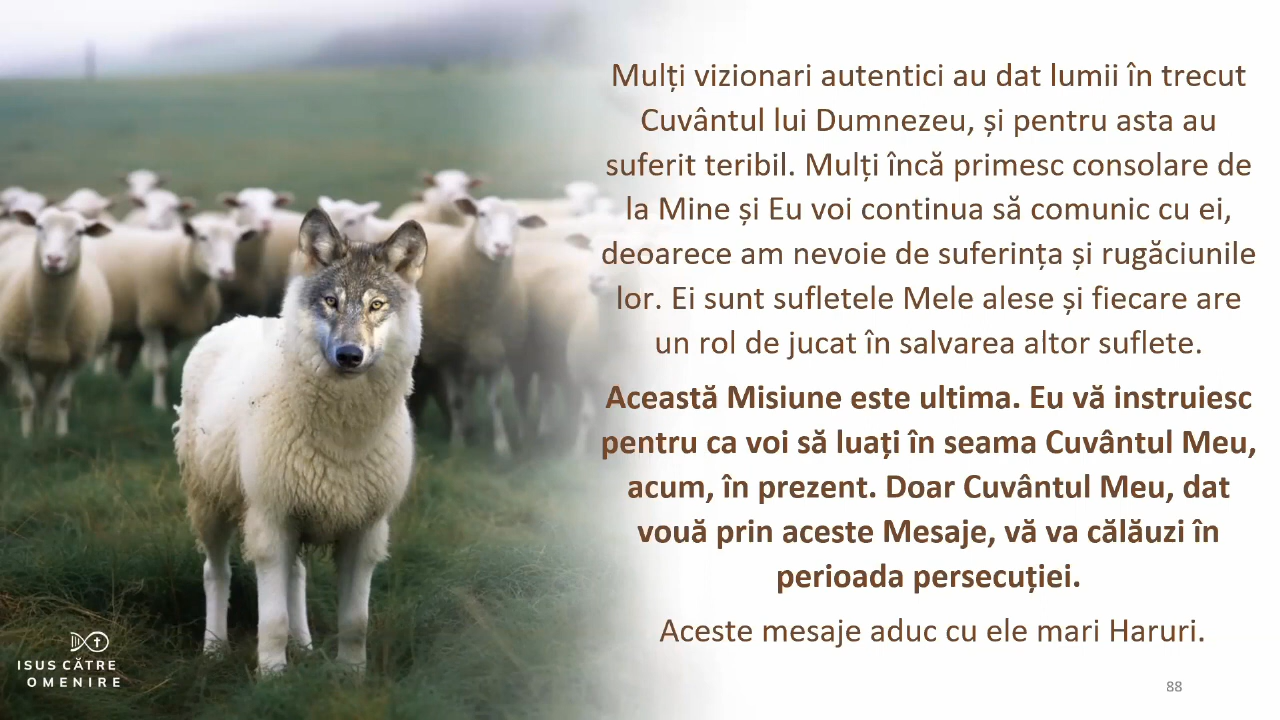 Mulți vizionari autentici au dat lumii în trecut
Cuvântul lui Dumnezeu, și pentru asta au
suferit teribil. Mulți încă primesc consolare de
la Mine și Eu voi continua să comunic cu ei,
deoarece am nevoie de suferința și rugăciunile
lor. Ei sunt sufletele Mele alese și fiecare are
un rol de jucat în salvarea altor suflete.
Această Misiune este ultima. Eu vă instruiesc
pentru ca voi să luați în seama Cuvântul Meu,
acum, în prezent. Doar Cuvântul Meu, dat
vouă prin aceste Mesaje, vă va călăuzi în
perioada persecuției.
Aceste mesaje aduc cu ele mari Haruri.
ISUS CĂTRE
OMENIRE
88